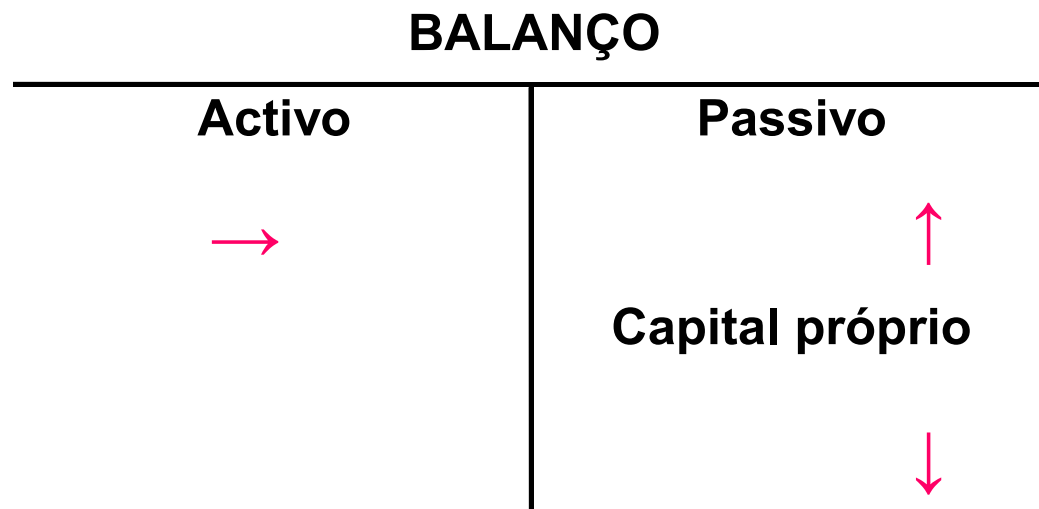 BALANÇO
Activo Passivo
→ ↑
Capital próprio
↓